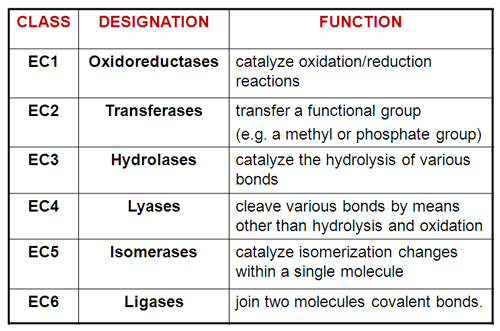 CLASS DESIGNATION FUNCTION
EC1 Oxidoreductases catalyze oxidation/reduction
reactions
EC2 Transferases transfer a functional group
(e.g. a methyl or phosphate group)
EC3 Hydrolases catalyze the hydrolysis of various
bonds
EC4 Lyases cleave various bonds by means
other than hydrolysis and oxidation
EC5 Isomerases catalyze isomerization changes
within a single molecule
EC6 Ligases join two molecules covalent bonds.